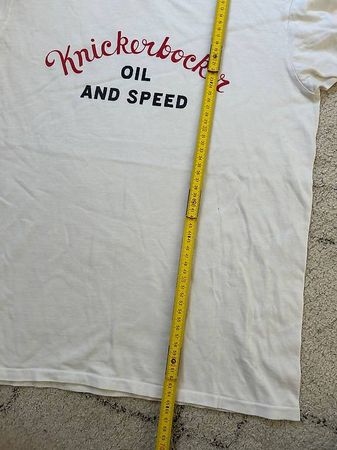 Knickerbocker
OIL
AND SPEED